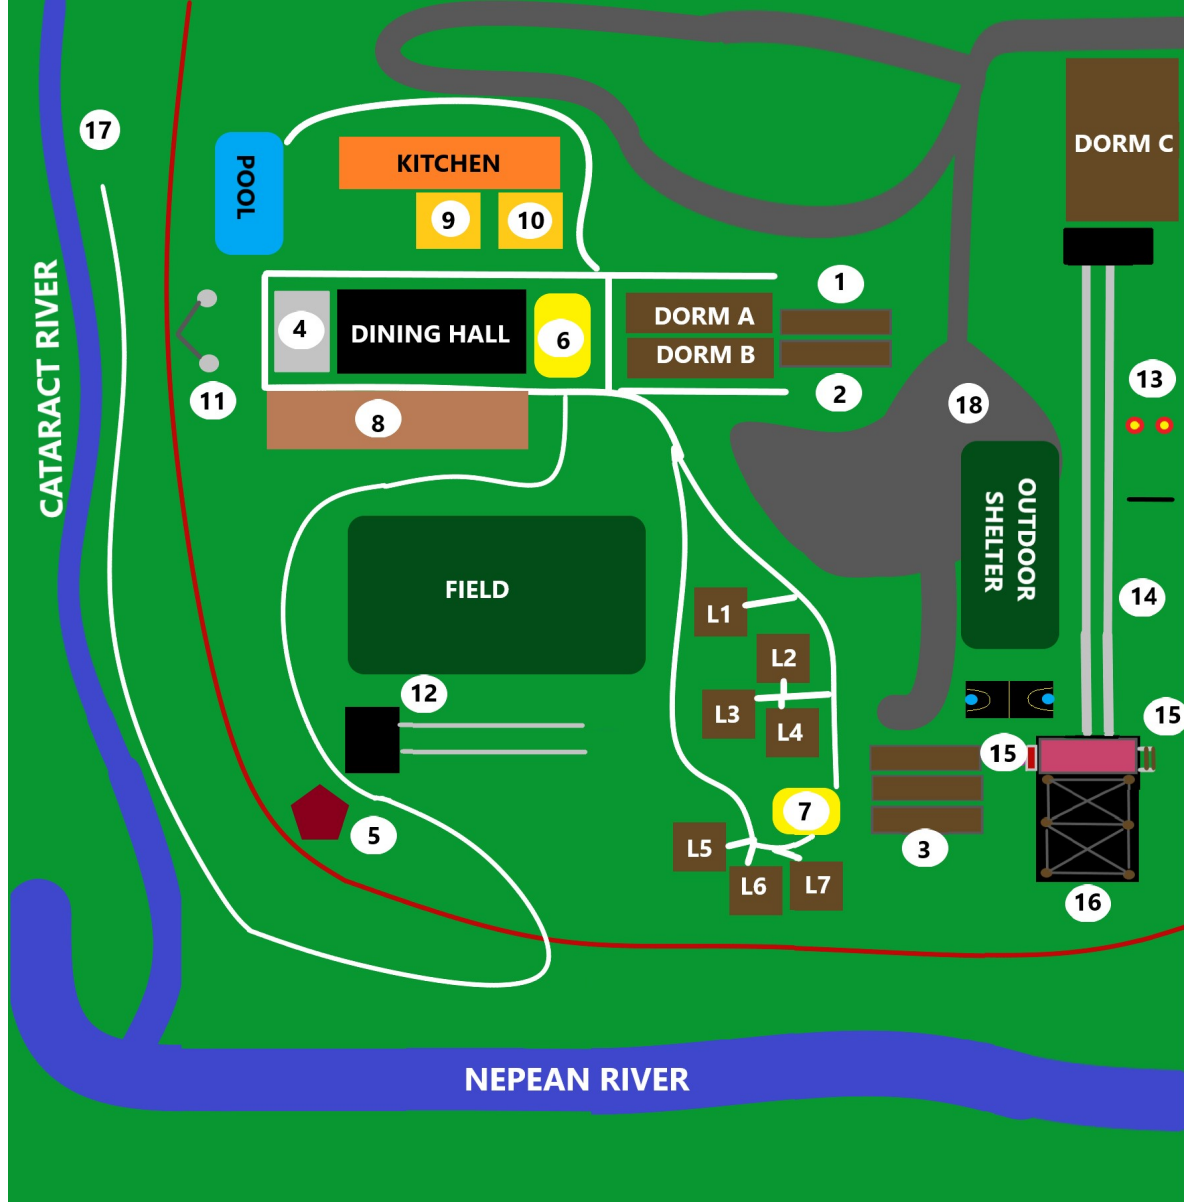 17
POOL
KITCHEN
9
10
DORM C
CATARACT RIVER
4
DINING HALL
6
DORM A
DORM B
1
2
11
8
18
13
OUTDOOR
SHELTER
FIELD
14
L1
L2
L3
L4
12
15
15
5
7
L5
L6
L7
3
16
NEPEAN RIVER